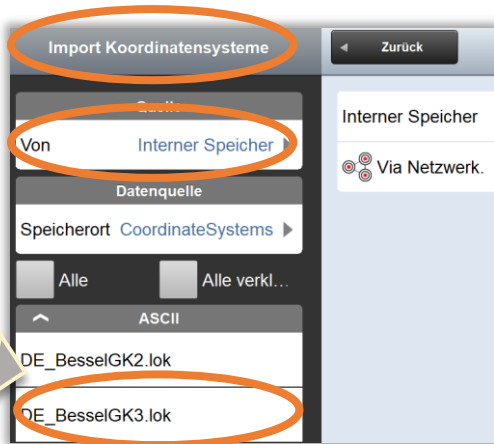 Import Koordinatensysteme
Zurück
Quelle
Von Interner Speicher
Interner Speicher
Via Netzwerk.
Datenquelle
Speicherort CoordinateSystems
Alle Alle verkl...
ASCII
DE_BesselGK2.lok
DE_BesselGK3.lok